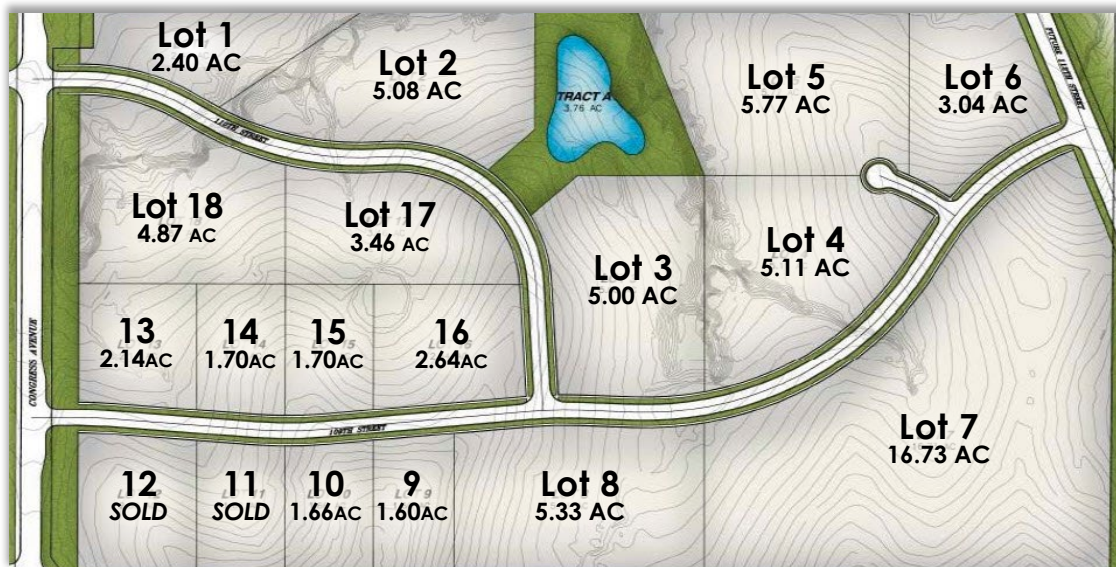 Lot 1
2.40 AC
Lot 2
5.08 AC
TRACT A
3.76 AC
Lot 5
5.77 AC
Lot 6
3.04 AC
110TH STREET
Lot 18
4.87 AC
Lot 17
3.46 AC
Lot 3
5.00 AC
Lot 4
5.11 AC
13
2.14AC
14
1.70AC
15
1.70AC
16
2.64AC
CONGRESS AVENUE
109TH STREET
Lot 7
16.73 AC
12
SOLD
11
SOLD
10
1.66AC
9
1.60AC
Lot 8
5.33 AC